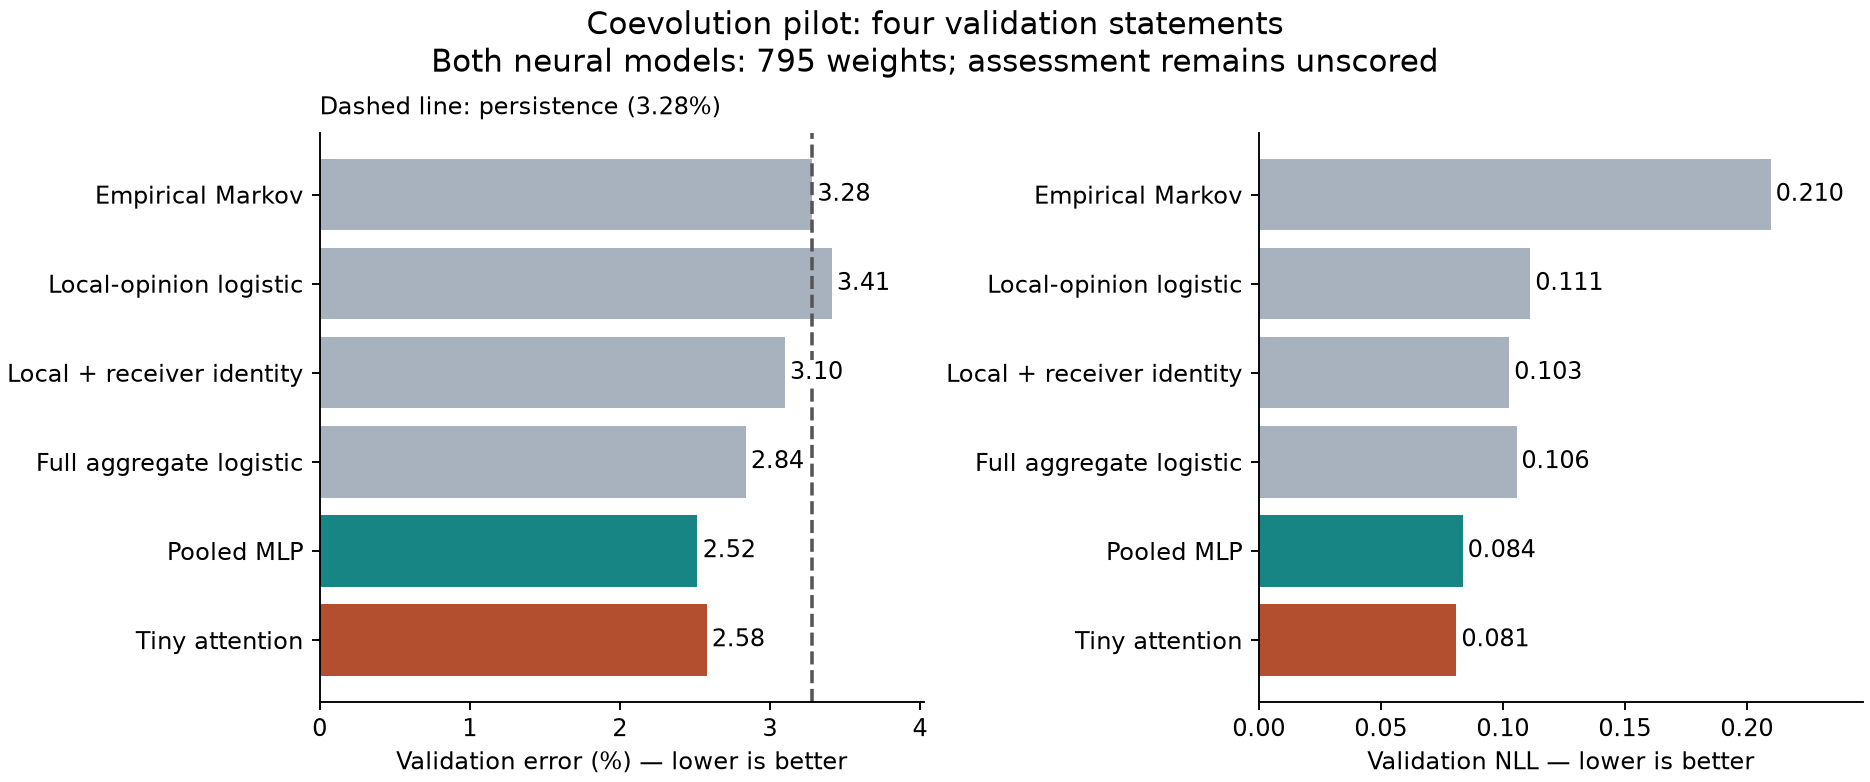 Coevolution pilot: four validation statements
Both neural models: 795 weights; assessment remains unscored
Dashed line: persistence (3.28%)
Empirical Markov
3.28
Local-opinion logistic
3.41
Local + receiver identity
3.10
Full aggregate logistic
2.84
Pooled MLP
2.52
Tiny attention
2.58
0 1 2 3 4
Validation error (%) — lower is better
Empirical Markov
0.210
Local-opinion logistic
0.111
Local + receiver identity
0.103
Full aggregate logistic
0.106
Pooled MLP
0.084
Tiny attention
0.081
0.00 0.05 0.10 0.15 0.20
Validation NLL — lower is better